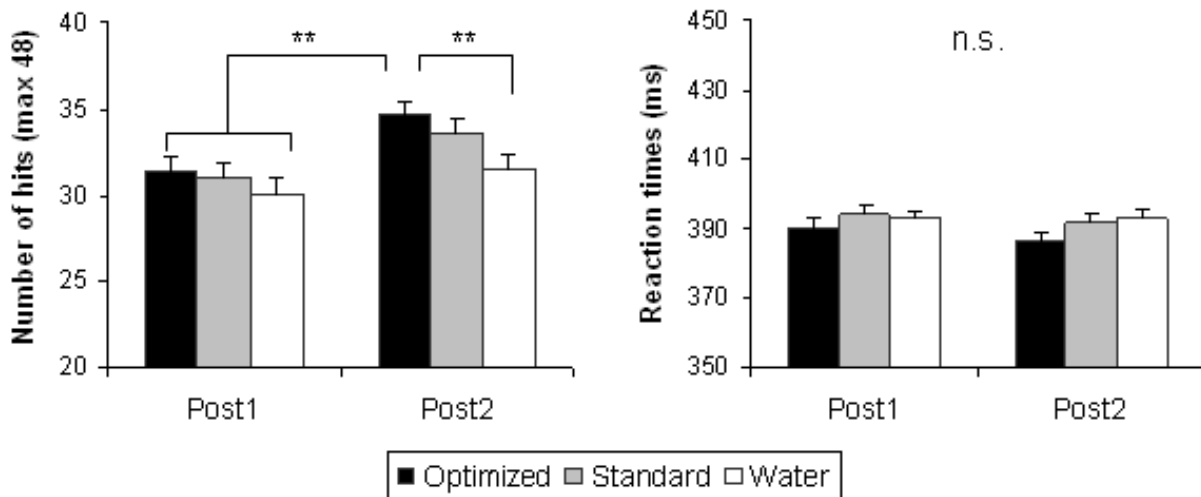 Number of hits (max 48)
40
35
30
25
20
**
**
Post1
Post2
Reaction times (ms)
450
430
410
390
370
350
n.s.
Post1
Post2
Optimized Standard Water